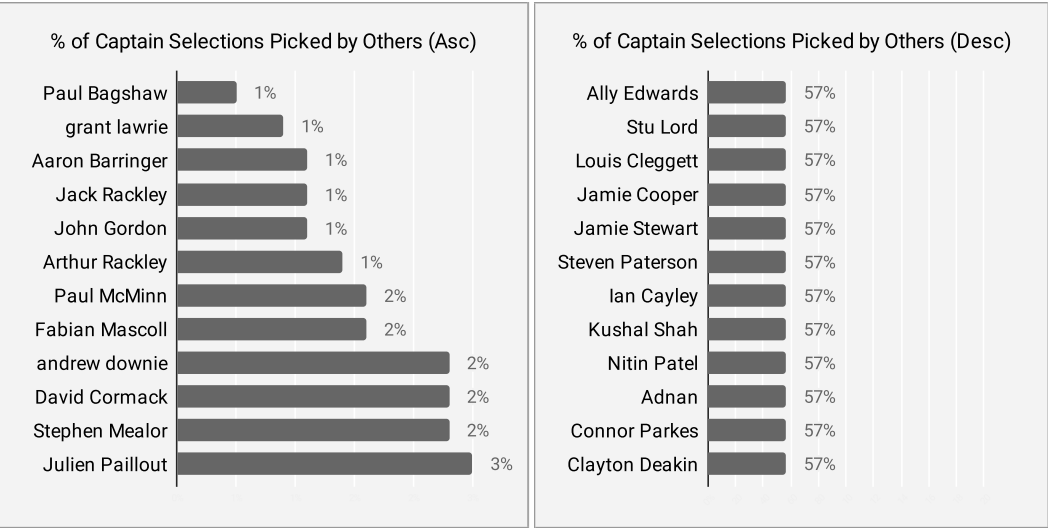 % of Captain Selections Picked by Others (Asc)
Paul Bagshaw 1%
grant lawrie 1%
Aaron Barringer 1%
Jack Rackley 1%
John Gordon 1%
Arthur Rackley 1%
Paul McMinn 2%
Fabian Mascoll 2%
andrew downie 2%
David Cormack 2%
Stephen Mealor 2%
Julien Paillout 3%
% of Captain Selections Picked by Others (Desc)
Ally Edwards 57%
Stu Lord 57%
Louis Cleggett 57%
Jamie Cooper 57%
Jamie Stewart 57%
Steven Paterson 57%
Ian Cayley 57%
Kushal Shah 57%
Nitin Patel 57%
Adnan 57%
Connor Parkes 57%
Clayton Deakin 57%